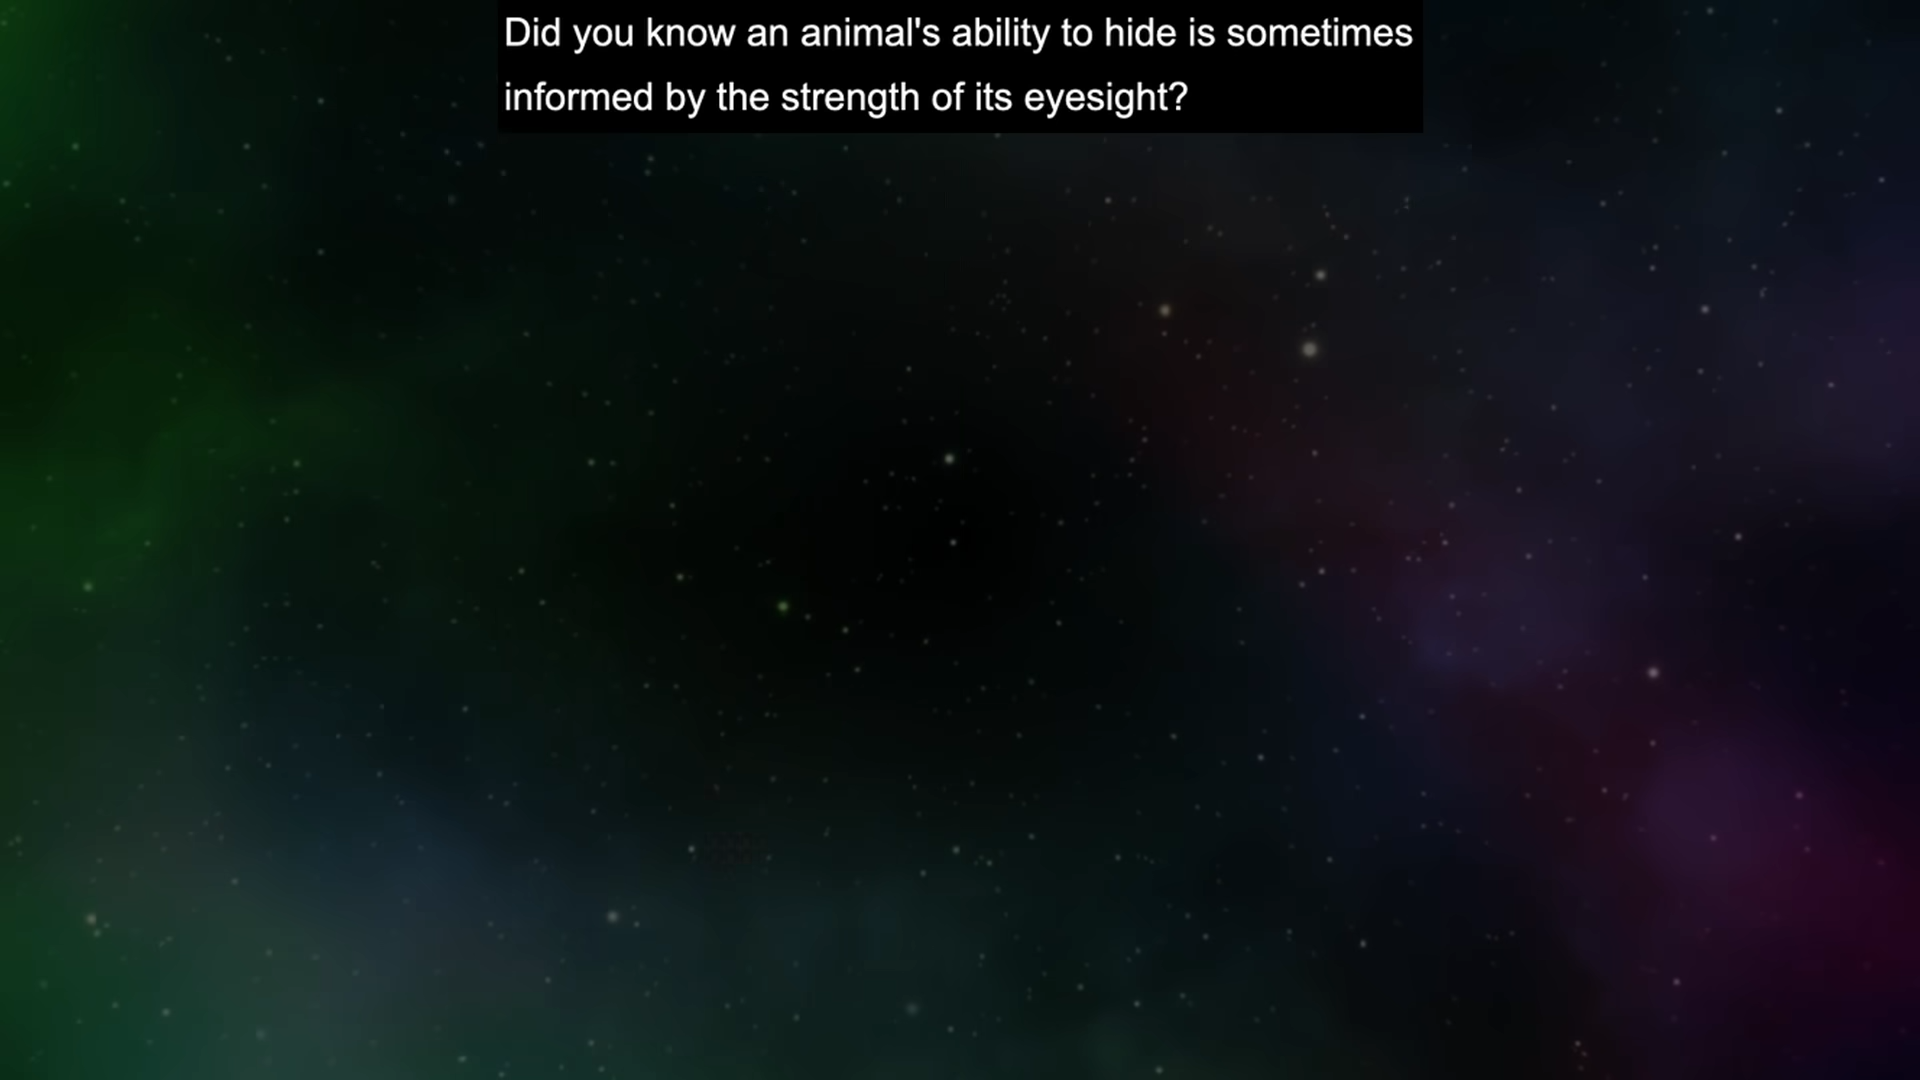 Did you know an animal's ability to hide is sometimes
informed by the strength of its eyesight?